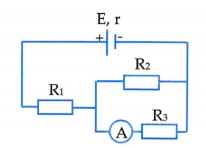 E, r
+ -
R₂
R₁
A
R₃